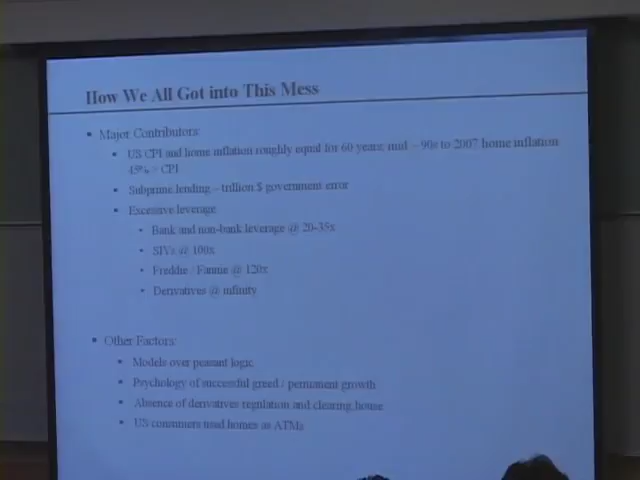 How We All Got into This Mess
Major Contributors:
US CPI and home inflation roughly equal for 60 years; mid – 90s to 2007 home inflation
45% > CPI
Subprime lending – trillion $ government error
Excessive leverage
Bank and non-bank leverage @ 20-35x
SIVs @ 100x
Freddie / Fannie @ 120x
Derivatives @ infinity
Other Factors:
Models over peasant logic
Psychology of successful greed / permanent growth
Absence of derivatives regulation and clearing house
US consumers used homes as ATMs